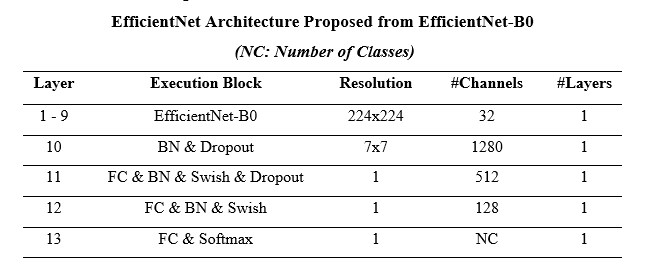 EfficientNet Architecture Proposed from EfficientNet-B0
(NC: Number of Classes)
Layer Execution Block Resolution #Channels #Layers
1 - 9 EfficientNet-B0 224x224 32 1
10 BN & Dropout 7x7 1280 1
11 FC & BN & Swish & Dropout 1 512 1
12 FC & BN & Swish 1 128 1
13 FC & Softmax 1 NC 1